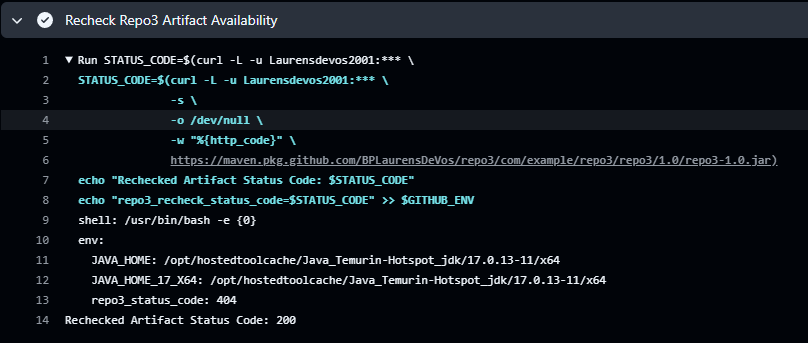 Recheck Repo3 Artifact Availability
1 ▼ Run STATUS_CODE=$(curl -L -u Laurensdevos2001:*** \
2 STATUS_CODE=$(curl -L -u Laurensdevos2001:*** \
3 -s \
4 -o /dev/null \
5 -w "%{http_code}" \
6 https://maven.pkg.github.com/BPLaurensDeVos/repo3/com/example/repo3/repo3/1.0/repo3-1.0.jar)
7 echo "Rechecked Artifact Status Code: $STATUS_CODE"
8 echo "repo3_recheck_status_code=$STATUS_CODE" >> $GITHUB_ENV
9 shell: /usr/bin/bash -e {0}
10 env:
11 JAVA_HOME: /opt/hostedtoolcache/Java_Temurin-Hotspot_jdk/17.0.13-11/x64
12 JAVA_HOME_17_X64: /opt/hostedtoolcache/Java_Temurin-Hotspot_jdk/17.0.13-11/x64
13 repo3_status_code: 404
14 Rechecked Artifact Status Code: 200